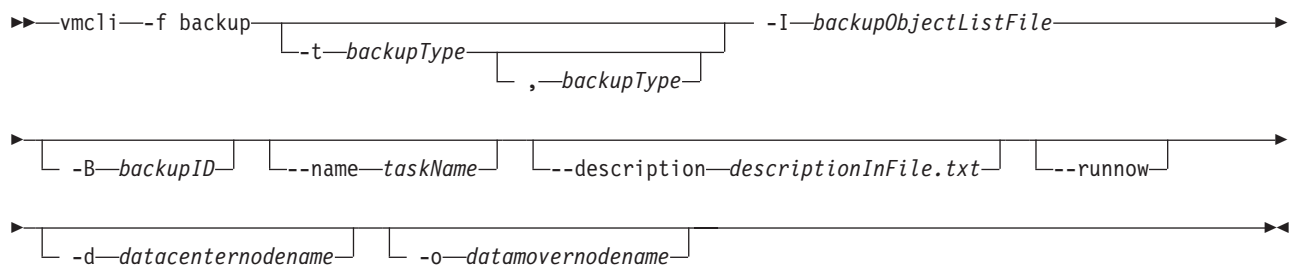 vmcli -f backup -I backupObjectListFile
-t backupType
, backupType
-B backupID --name taskName --description descriptionInFile.txt --runnow
-d datacenternodename -o datamovernodename